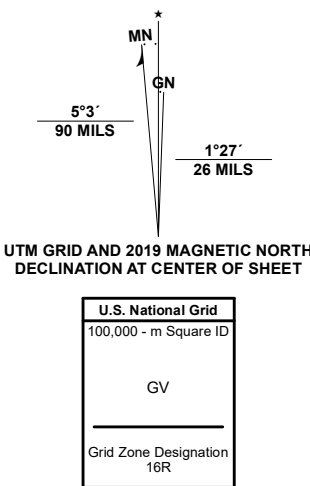 ★
MN
GN
5°3´
90 MILS
1°27´
26 MILS
UTM GRID AND 2019 MAGNETIC NORTH
DECLINATION AT CENTER OF SHEET
U.S. National Grid
100,000 - m Square ID
GV
Grid Zone Designation
16R